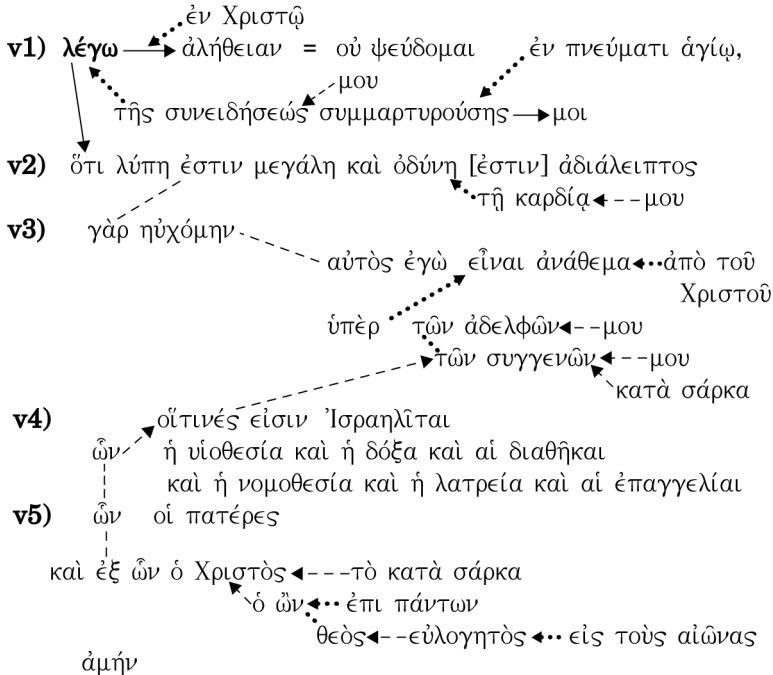 ἐν Χριστῷ
v1) λέγω ἀλήθειαν = οὐ ψεύδομαι ἐν πνεύματι ἁγίῳ,
μου
τῆς συνειδήσεώς συμμαρτυρούσης μοι
v2) ὅτι λύπη ἐστιν μεγάλη καὶ ὀδύνη [ἐστιν] ἀδιάλειπτος
τῇ καρδίᾳ μου
v3) γὰρ ηὐχόμην
αὐτὸς ἐγὼ εἶναι ἀνάθεμα ἀπὸ τοῦ
Χριστοῦ
ὑπὲρ τῶν ἀδελφῶν μου
τῶν συγγενῶν μου
κατὰ σάρκα
v4) οἵτινές εἰσιν Ἰσραηλῖται
ὧν ἡ υἱοθεσία καὶ ἡ δόξα καὶ αἱ διαθῆκαι
καὶ ἡ νομοθεσία καὶ ἡ λατρεία καὶ αἱ ἐπαγγελίαι
v5) ὧν οἱ πατέρες
καὶ ἐξ ὧν ὁ Χριστὸς τὸ κατὰ σάρκα
ὁ ὢν ἐπι πάντων
θεὸς εὐλογητὸς εἰς τοὺς αἰῶνας
ἀμήν